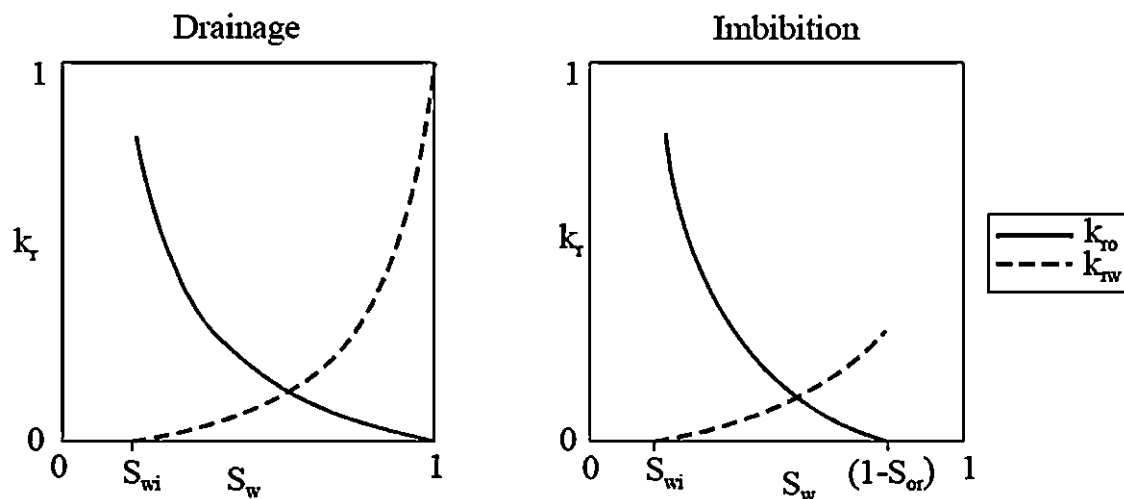 Drainage
1
k_r
0
0
S_wi
S_w
1
Imbibition
1
k_r
0
0
S_wi
S_w
(1-S_or)
1
k_ro
k_rw